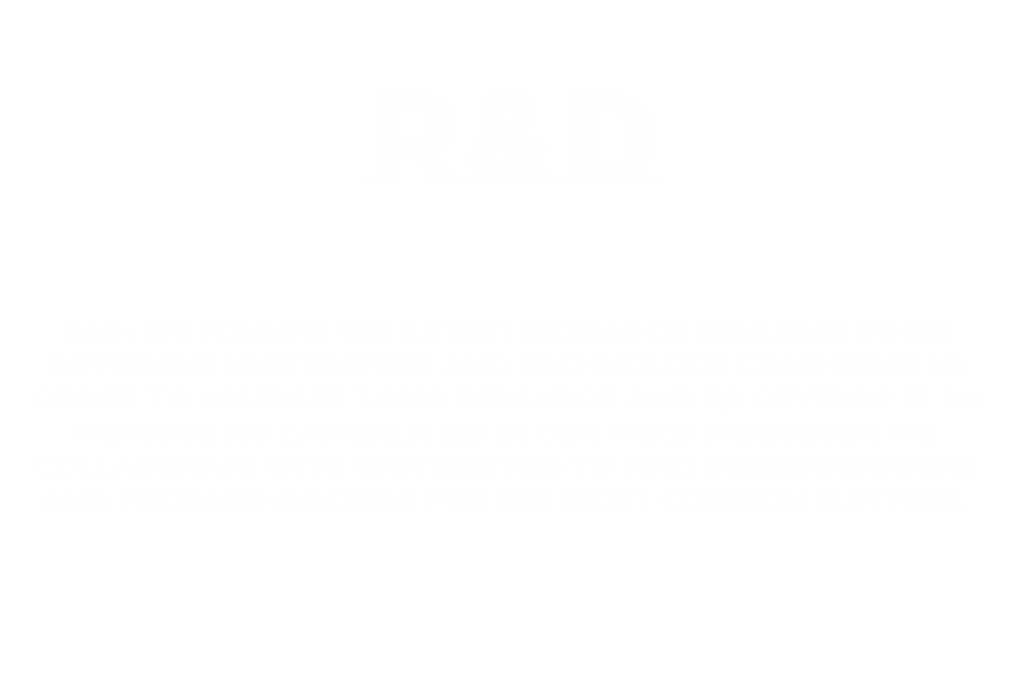 R&D
AND WE FOLLOW THE LATEST RESEARCH RELEASED FROM
DIFFERENT UNIVERSITIES AND TECHNOLOGY COMPANIES IN
ORDER TO VALIDATE THEIR RESEARCH AND TO DEVELOP IT TO
IMPROVE ITS CAPABILITIES IN OUR FIELD MOREOVER WE
COLLABORATE WITH UNIVERSITIES TO FIND
AND PROBLEM-SOLVING FOR THE MOST COMMON MATTERS